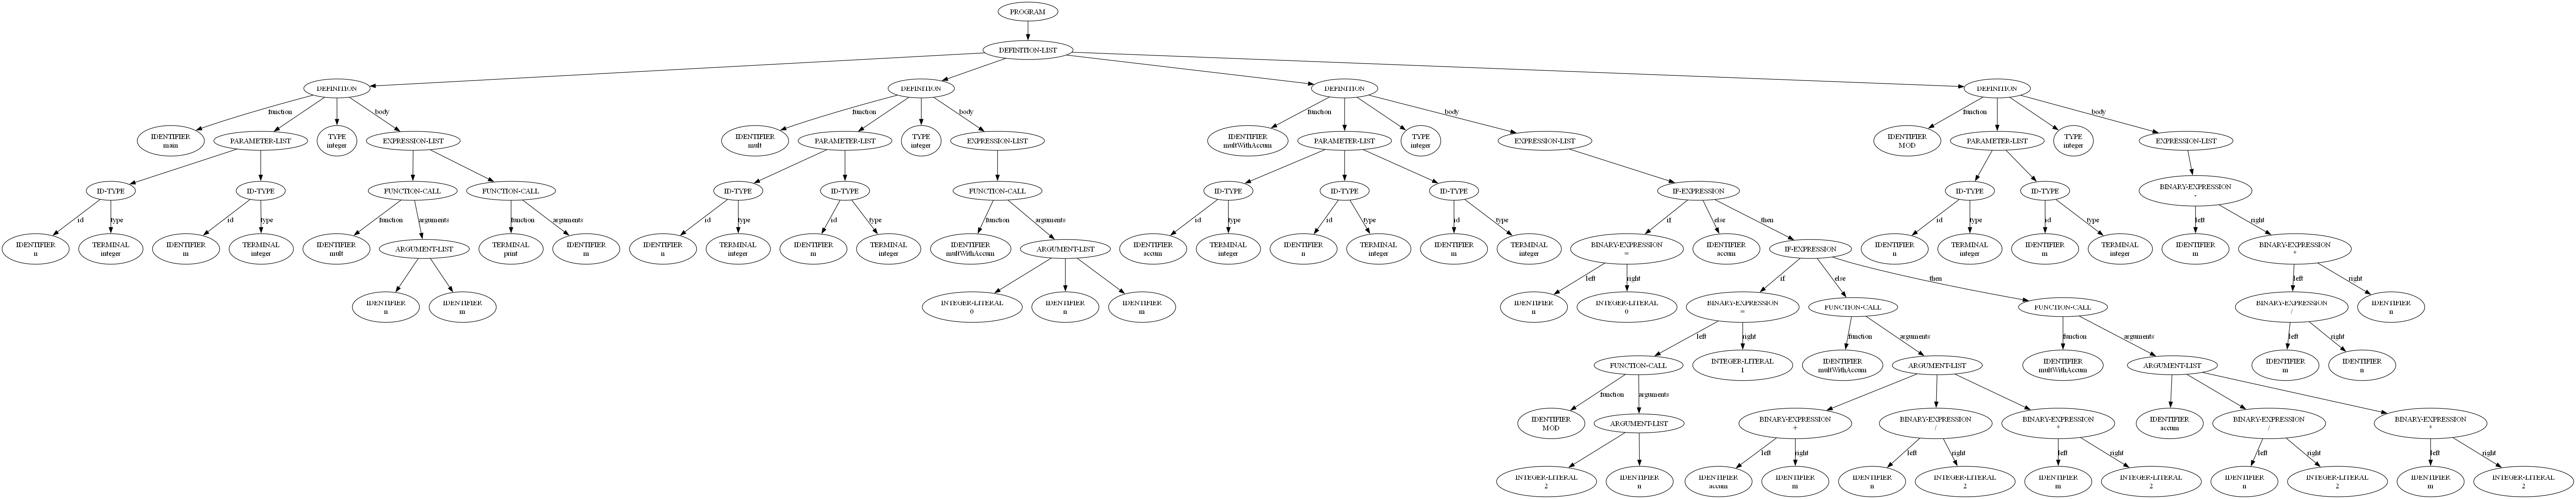 PROGRAM
DEFINITION-LIST
DEFINITION
DEFINITION
DEFINITION
DEFINITION
function
body
function
body
function
body
function
body
IDENTIFIER
main
PARAMETER-LIST
TYPE
integer
EXPRESSION-LIST
IDENTIFIER
mult
PARAMETER-LIST
TYPE
integer
EXPRESSION-LIST
IDENTIFIER
multWithAccum
PARAMETER-LIST
TYPE
integer
EXPRESSION-LIST
IDENTIFIER
MOD
PARAMETER-LIST
TYPE
integer
EXPRESSION-LIST
ID-TYPE
ID-TYPE
FUNCTION-CALL
FUNCTION-CALL
ID-TYPE
ID-TYPE
FUNCTION-CALL
ID-TYPE
ID-TYPE
ID-TYPE
IF-EXPRESSION
ID-TYPE
ID-TYPE
BINARY-EXPRESSION
-
id
type
id
type
function
arguments
function
arguments
id
type
id
type
function
arguments
id
type
id
type
id
type
if
else
then
id
type
id
type
left
right
IDENTIFIER
n
TERMINAL
integer
IDENTIFIER
m
TERMINAL
integer
IDENTIFIER
mult
ARGUMENT-LIST
TERMINAL
print
IDENTIFIER
m
IDENTIFIER
n
TERMINAL
integer
IDENTIFIER
m
TERMINAL
integer
IDENTIFIER
multWithAccum
ARGUMENT-LIST
IDENTIFIER
accum
TERMINAL
integer
IDENTIFIER
n
TERMINAL
integer
IDENTIFIER
m
TERMINAL
integer
BINARY-EXPRESSION
=
IDENTIFIER
accum
IF-EXPRESSION
IDENTIFIER
n
TERMINAL
integer
IDENTIFIER
m
TERMINAL
integer
IDENTIFIER
m
BINARY-EXPRESSION
*
left
right
if
else
then
left
right
IDENTIFIER
n
IDENTIFIER
m
INTEGER-LITERAL
0
IDENTIFIER
n
IDENTIFIER
m
IDENTIFIER
n
INTEGER-LITERAL
0
BINARY-EXPRESSION
=
FUNCTION-CALL
FUNCTION-CALL
BINARY-EXPRESSION
/
IDENTIFIER
n
left
right
function
arguments
function
arguments
left
right
FUNCTION-CALL
INTEGER-LITERAL
1
IDENTIFIER
multWithAccum
ARGUMENT-LIST
IDENTIFIER
multWithAccum
ARGUMENT-LIST
IDENTIFIER
m
IDENTIFIER
n
function
arguments
IDENTIFIER
MOD
ARGUMENT-LIST
BINARY-EXPRESSION
+
BINARY-EXPRESSION
/
BINARY-EXPRESSION
*
IDENTIFIER
accum
BINARY-EXPRESSION
/
BINARY-EXPRESSION
*
left
right
left
right
left
right
left
right
left
right
INTEGER-LITERAL
2
IDENTIFIER
n
IDENTIFIER
accum
IDENTIFIER
m
IDENTIFIER
n
INTEGER-LITERAL
2
IDENTIFIER
m
INTEGER-LITERAL
2
IDENTIFIER
n
INTEGER-LITERAL
2
IDENTIFIER
m
INTEGER-LITERAL
2